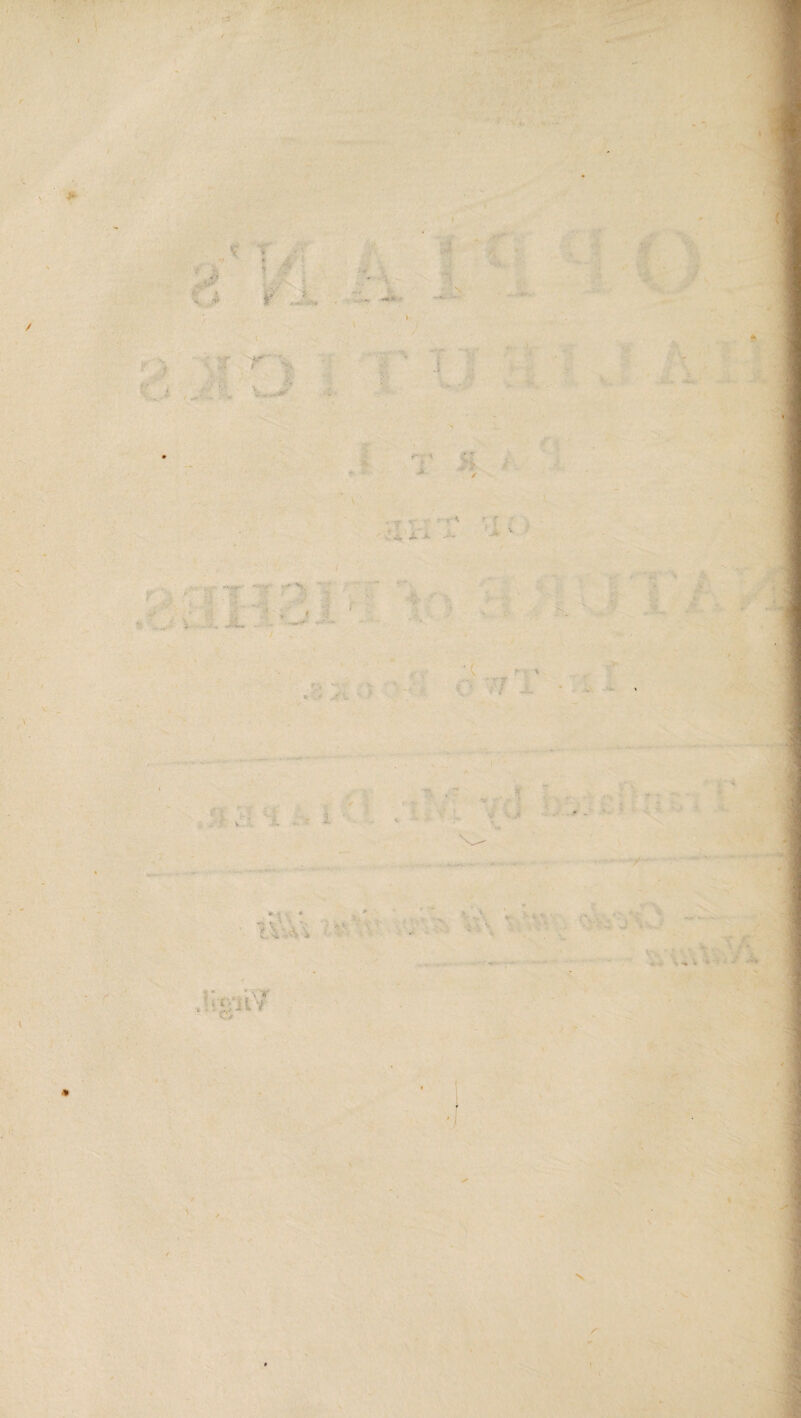 OPPIAN's
HALIEUTICKS
PART I.
OF THE
NATURE of FISHES.
In Two Books.
Translated by Mr. DIAPER.
Virgil.